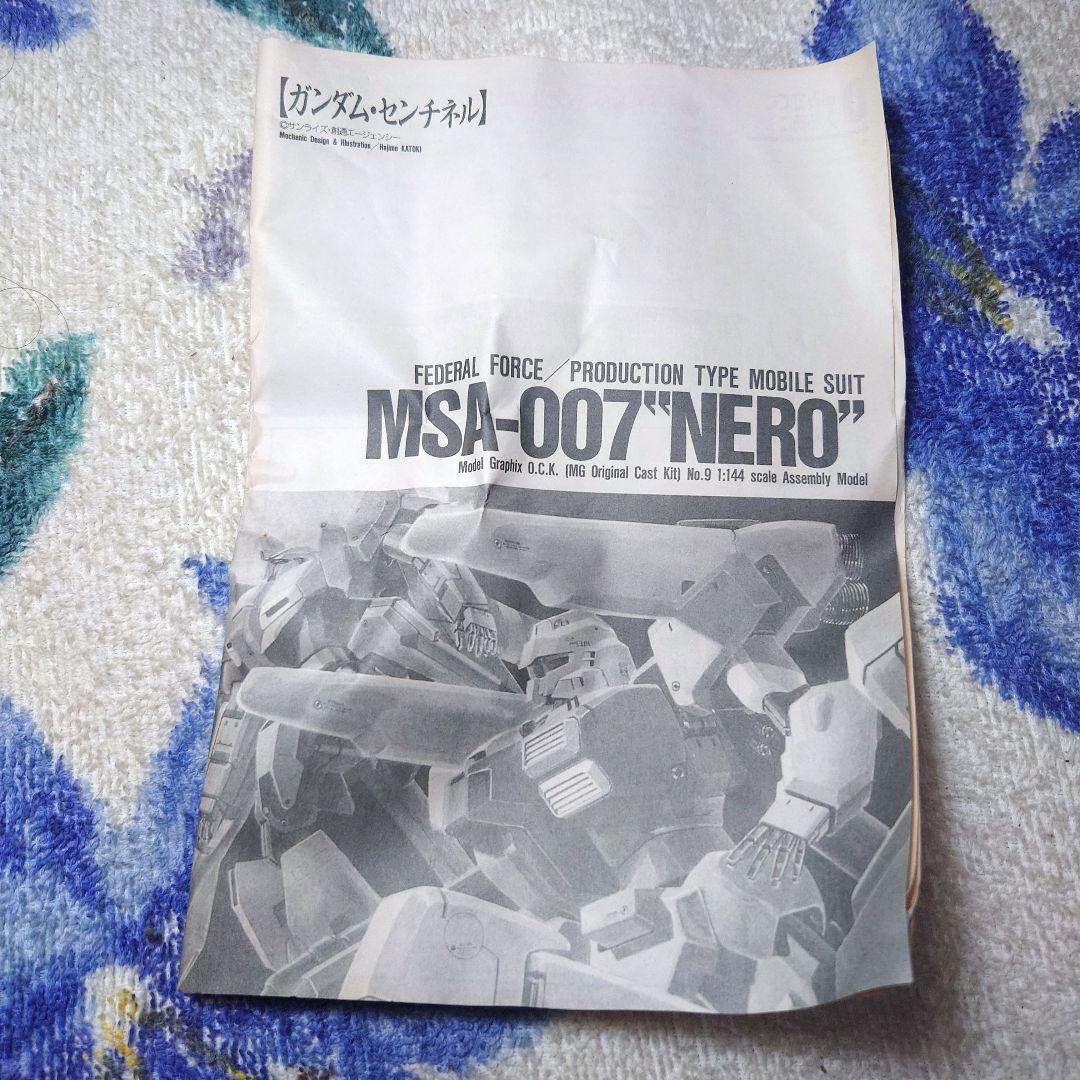 【ガンダム・センチネル】
©サンライズ・創通エージェンシー
Mechanic Design & Illustration／Hajime KATOKI
FEDERAL FORCE／PRODUCTION TYPE MOBILE SUIT
MSA-007“NERO”
Model Graphix O.C.K. (MG Original Cast Kit) No.9 1:144 scale Assembly Model